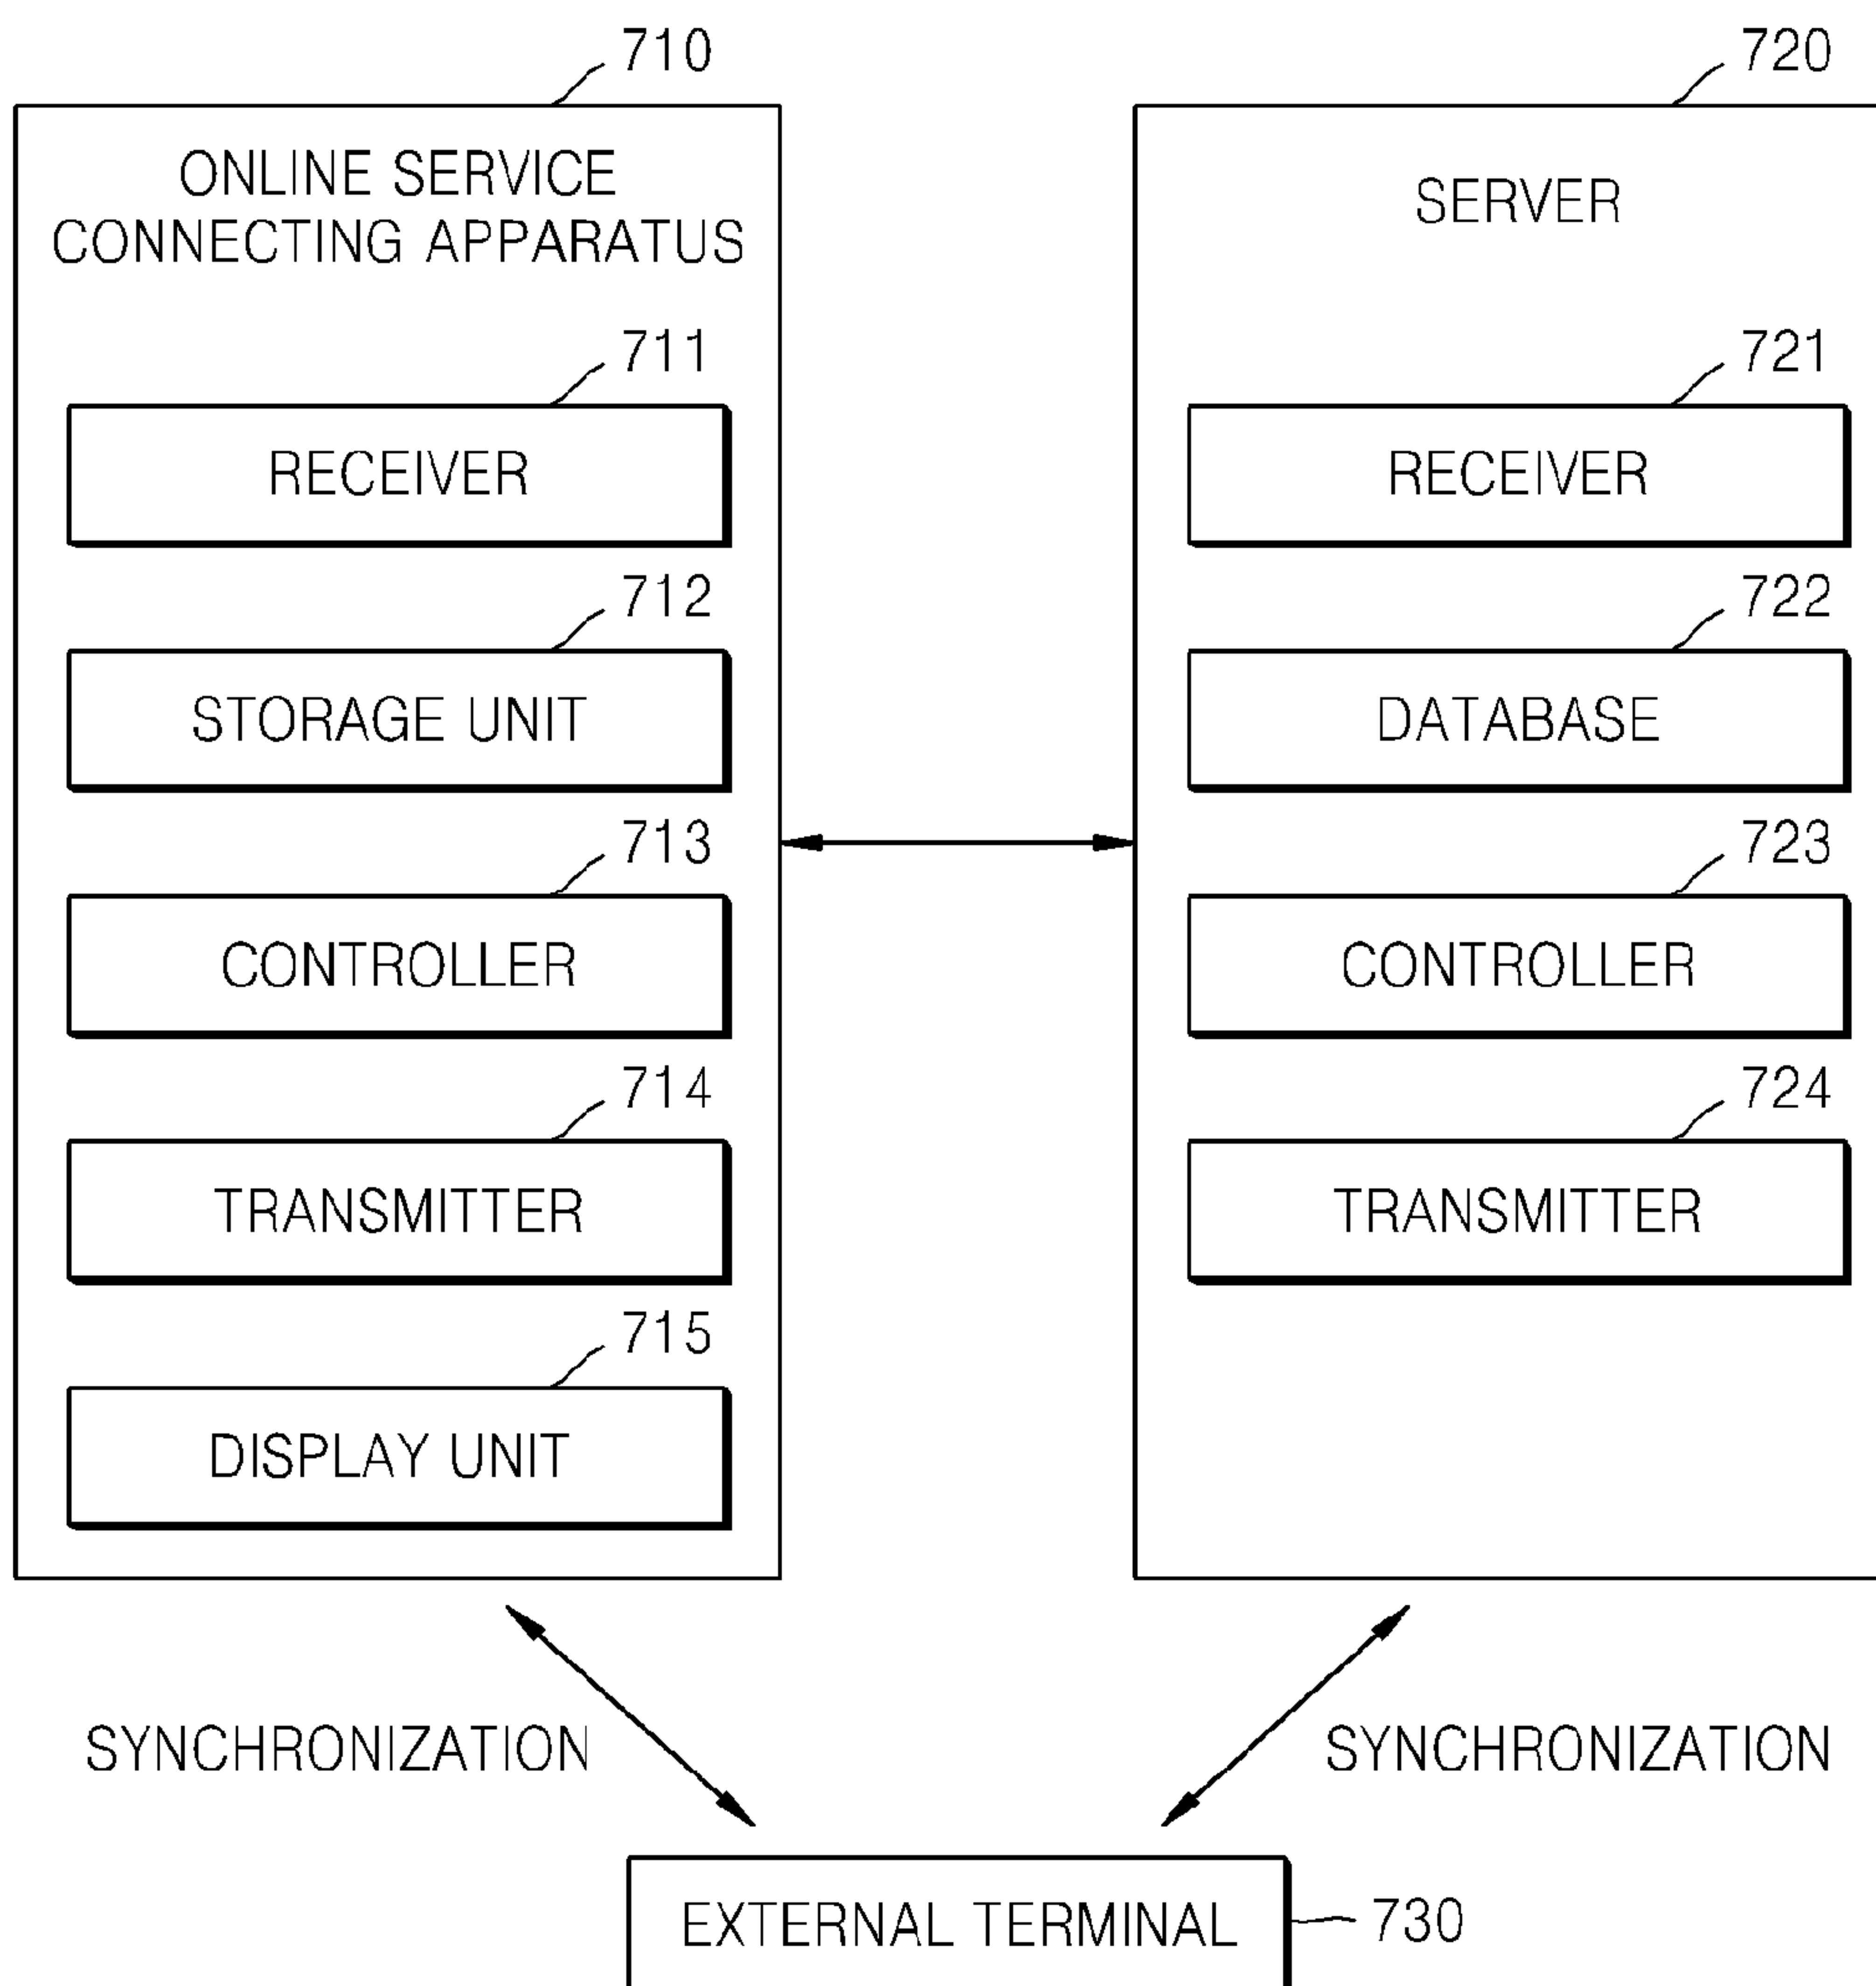 710
ONLINE SERVICE
CONNECTING APPARATUS
711
RECEIVER
712
STORAGE UNIT
713
CONTROLLER
714
TRANSMITTER
715
DISPLAY UNIT
720
SERVER
721
RECEIVER
722
DATABASE
723
CONTROLLER
724
TRANSMITTER
SYNCHRONIZATION
SYNCHRONIZATION
EXTERNAL TERMINAL
730